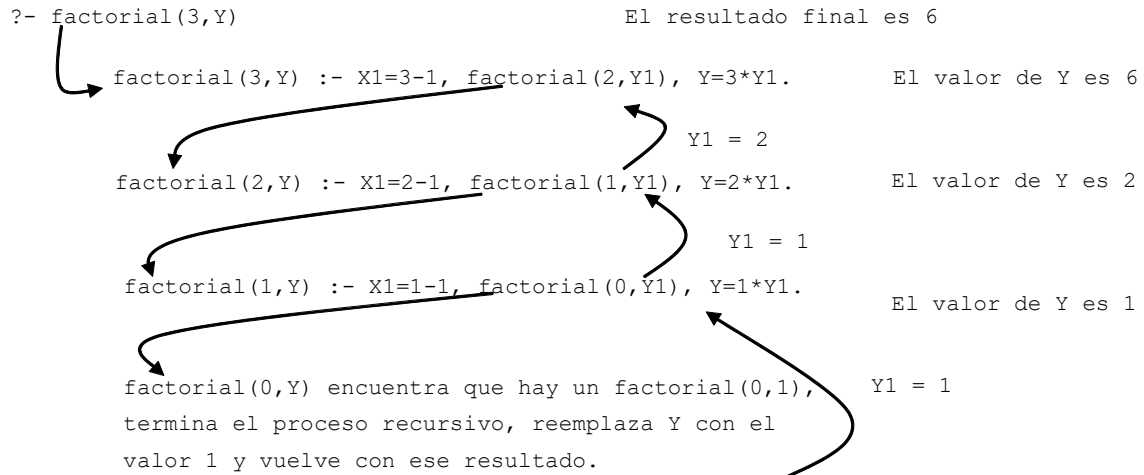 ?- factorial(3,Y) El resultado final es 6
factorial(3,Y) :- X1=3-1, factorial(2,Y1), Y=3*Y1. El valor de Y es 6
Y1 = 2
factorial(2,Y) :- X1=2-1, factorial(1,Y1), Y=2*Y1. El valor de Y es 2
Y1 = 1
factorial(1,Y) :- X1=1-1, factorial(0,Y1), Y=1*Y1.
El valor de Y es 1
factorial(0,Y) encuentra que hay un factorial(0,1), Y1 = 1
termina el proceso recursivo, reemplaza Y con el
valor 1 y vuelve con ese resultado.